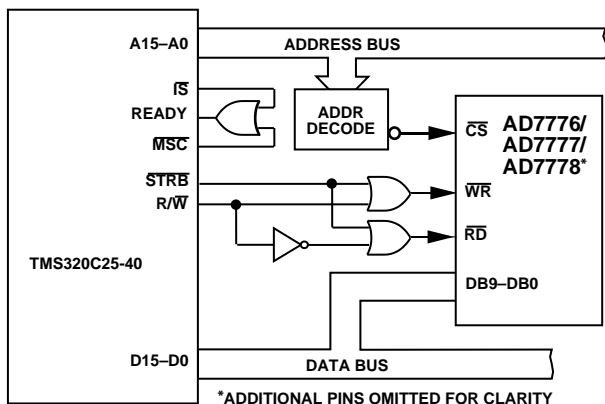 A15–A0
ADDRESS BUS
IS
READY
MSC
ADDR
DECODE
CS
AD7776/
AD7777/
AD7778*
STRB
R/W
WR
RD
TMS320C25-40
DB9–DB0
D15–D0
DATA BUS
*ADDITIONAL PINS OMITTED FOR CLARITY